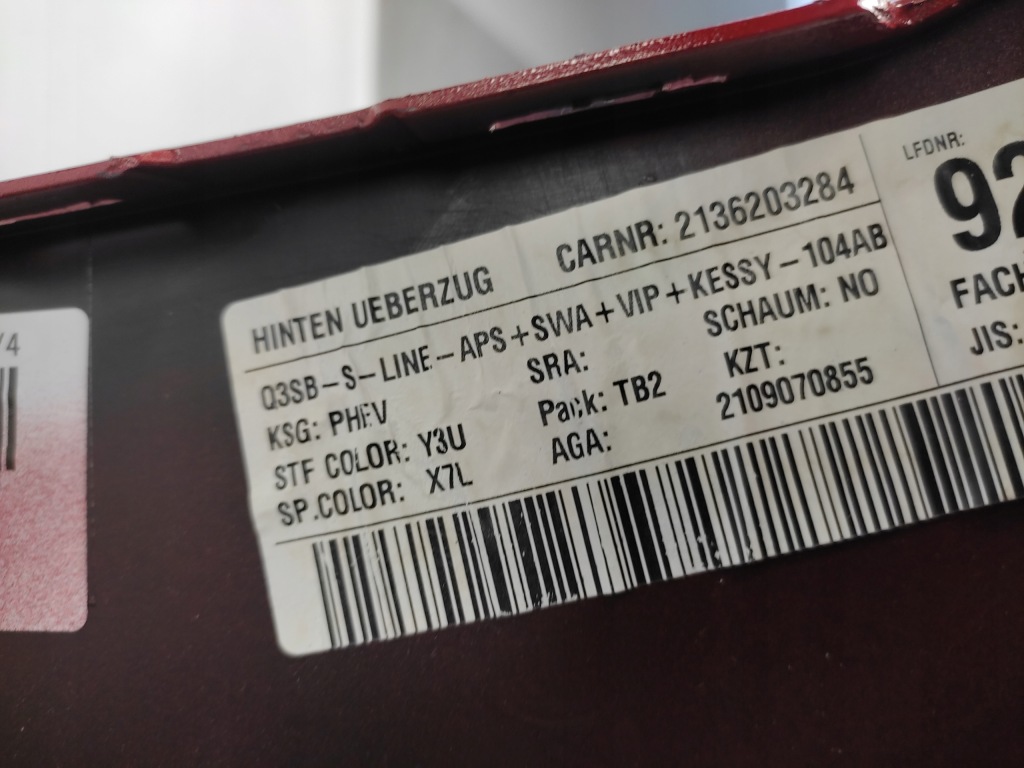 HINTEN UEBERZUG CARNR: 2136203284
Q3SB-S-LINE-APS+SWA+VIP+KESSY-104AB
KSG: PHEV SRA: SCHAUM: NO
STF COLOR: Y3U Pack: TB2 KZT:
SP.COLOR: X7L AGA: 2109070855
LFDNR:
92
FACH
JIS:
/4